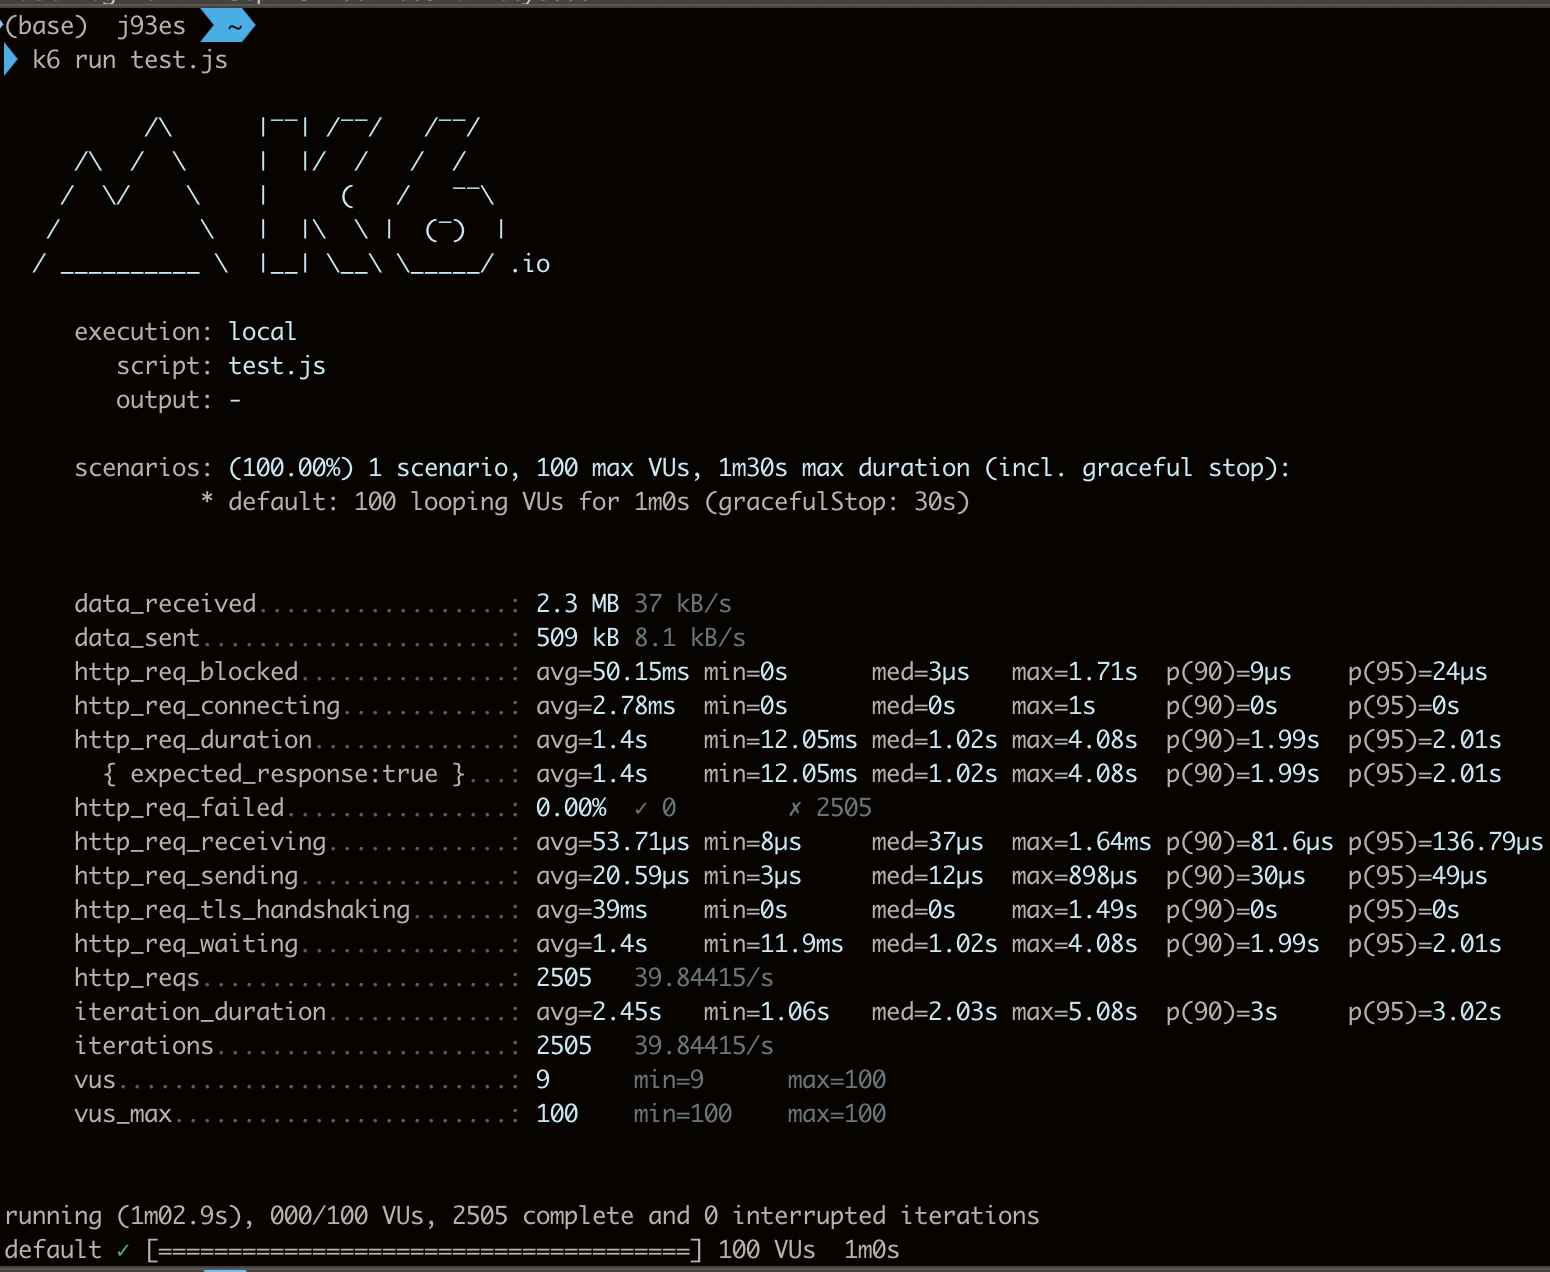 (base) j93es ~
k6 run test.js
          /\      |‾‾| /‾‾/   /‾‾/
     /\  /  \     |  |/  /   /  /
    /  \/    \    |     (   /   ‾‾\
   /          \   |  |\  \ |  (‾)  |
  / __________ \  |__| \__\ \_____/ .io
execution: local
script: test.js
output: -
scenarios: (100.00%) 1 scenario, 100 max VUs, 1m30s max duration (incl. graceful stop):
* default: 100 looping VUs for 1m0s (gracefulStop: 30s)
data_received..................: 2.3 MB 37 kB/s
data_sent......................: 509 kB 8.1 kB/s
http_req_blocked...............: avg=50.15ms min=0s med=3µs max=1.71s p(90)=9µs p(95)=24µs
http_req_connecting............: avg=2.78ms min=0s med=0s max=1s p(90)=0s p(95)=0s
http_req_duration..............: avg=1.4s min=12.05ms med=1.02s max=4.08s p(90)=1.99s p(95)=2.01s
{ expected_response:true }...: avg=1.4s min=12.05ms med=1.02s max=4.08s p(90)=1.99s p(95)=2.01s
http_req_failed................: 0.00% ✓ 0 ✗ 2505
http_req_receiving.............: avg=53.71µs min=8µs med=37µs max=1.64ms p(90)=81.6µs p(95)=136.79µs
http_req_sending...............: avg=20.59µs min=3µs med=12µs max=898µs p(90)=30µs p(95)=49µs
http_req_tls_handshaking.......: avg=39ms min=0s med=0s max=1.49s p(90)=0s p(95)=0s
http_req_waiting...............: avg=1.4s min=11.9ms med=1.02s max=4.08s p(90)=1.99s p(95)=2.01s
http_reqs......................: 2505 39.84415/s
iteration_duration.............: avg=2.45s min=1.06s med=2.03s max=5.08s p(90)=3s p(95)=3.02s
iterations.....................: 2505 39.84415/s
vus............................: 9 min=9 max=100
vus_max........................: 100 min=100 max=100
running (1m02.9s), 000/100 VUs, 2505 complete and 0 interrupted iterations
default ✓ [======================================] 100 VUs 1m0s